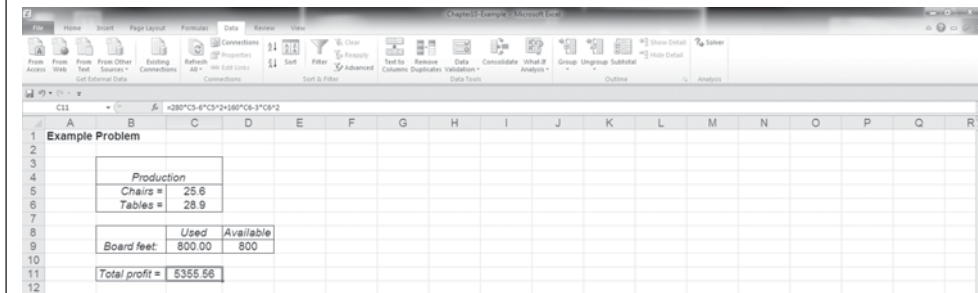 Chapter10-Example - Microsoft Excel
File Home Insert Page Layout Formulas Data Review View
From Access From Web From Text From Other Sources Existing Connections Refresh All Connections Properties Edit Links Sort Filter Clear Reapply Advanced Text to Columns Remove Duplicates Data Validation Consolidate What-If Analysis Group Ungroup Subtotal Show Detail Hide Detail Solver
Get External Data Connections Sort & Filter Data Tools Outline Analysis
C11 fx =280*C5-6*C5^2+160*C6-3*C6^2
A B C D E F G H I J K L M N O P Q R
1 Example Problem
2
3
4 Production
5 Chairs = 25.6
6 Tables = 28.9
7
8 Used Available
9 Board feet: 800.00 800
10
11 Total profit = 5355.56
12